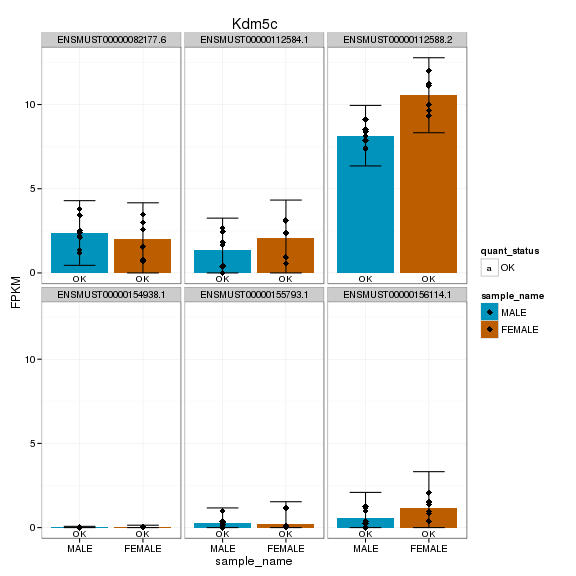 Kdm5c
ENSMUST00000082177.6 ENSMUST00000112584.1 ENSMUST00000112588.2
10
5
0
OK OK OK OK OK OK
ENSMUST00000154938.1 ENSMUST00000155793.1 ENSMUST00000156114.1
10
5
0
OK OK OK OK OK OK
MALE FEMALE MALE FEMALE MALE FEMALE
sample_name
FPKM
quant_status
a OK
sample_name
MALE
FEMALE